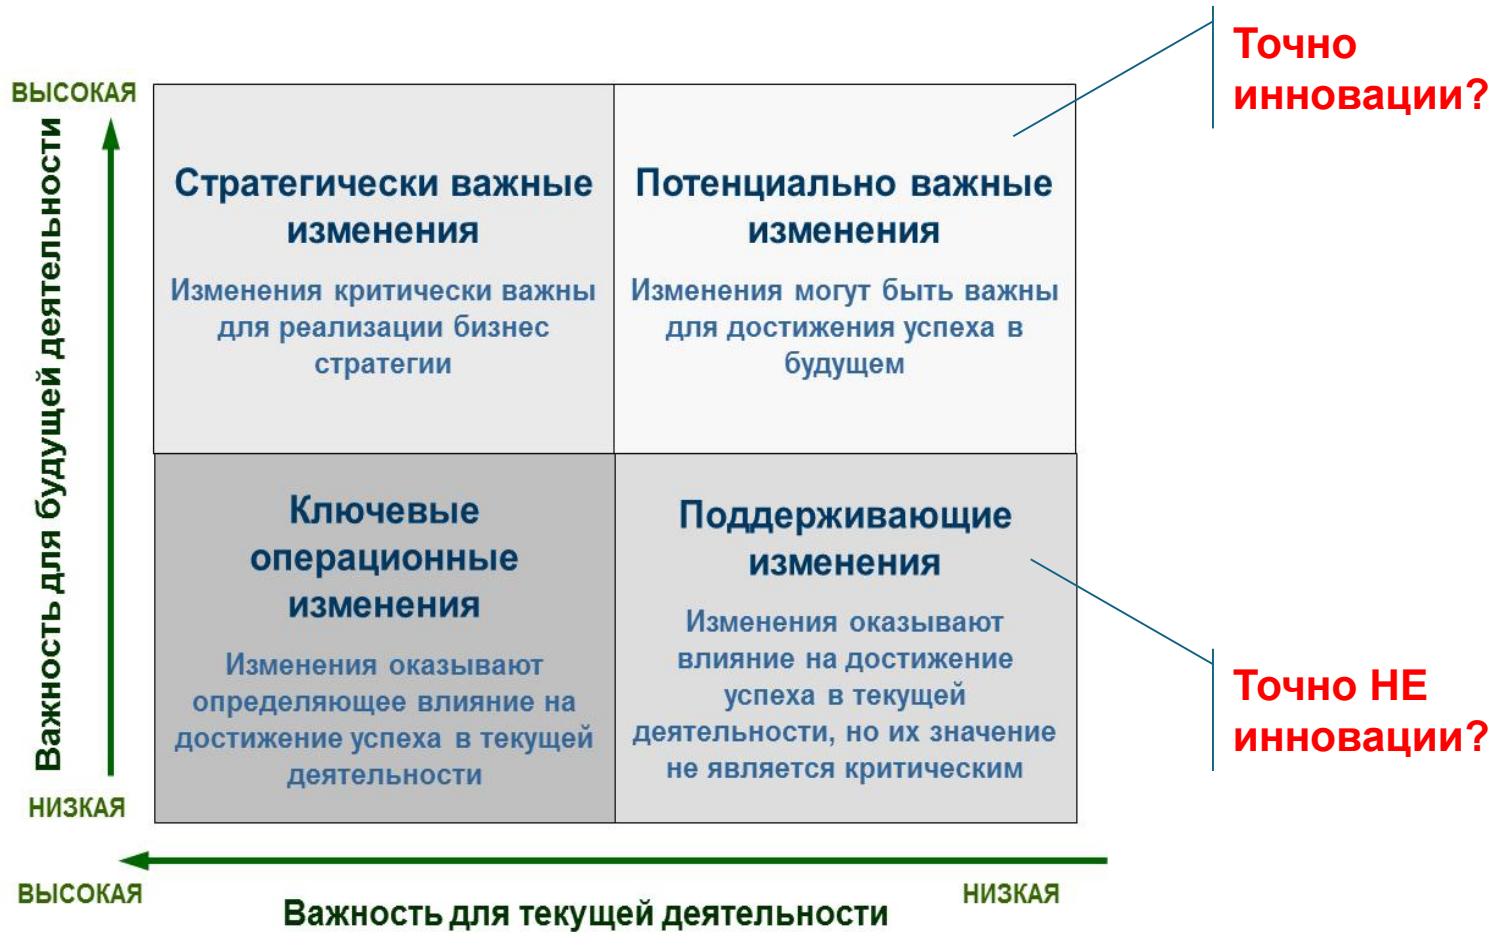 Точно
инновации?
ВЫСОКАЯ
Важность для будущей деятельности
Стратегически важные
изменения
Изменения критически важны
для реализации бизнес
стратегии
Потенциально важные
изменения
Изменения могут быть важны
для достижения успеха в
будущем
Ключевые
операционные
изменения
Изменения оказывают
определяющее влияние на
достижение успеха в текущей
деятельности
Поддерживающие
изменения
Изменения оказывают
влияние на достижение
успеха в текущей
деятельности, но их значение
не является критическим
Точно НЕ
инновации?
НИЗКАЯ
ВЫСОКАЯ
НИЗКАЯ
Важность для текущей деятельности